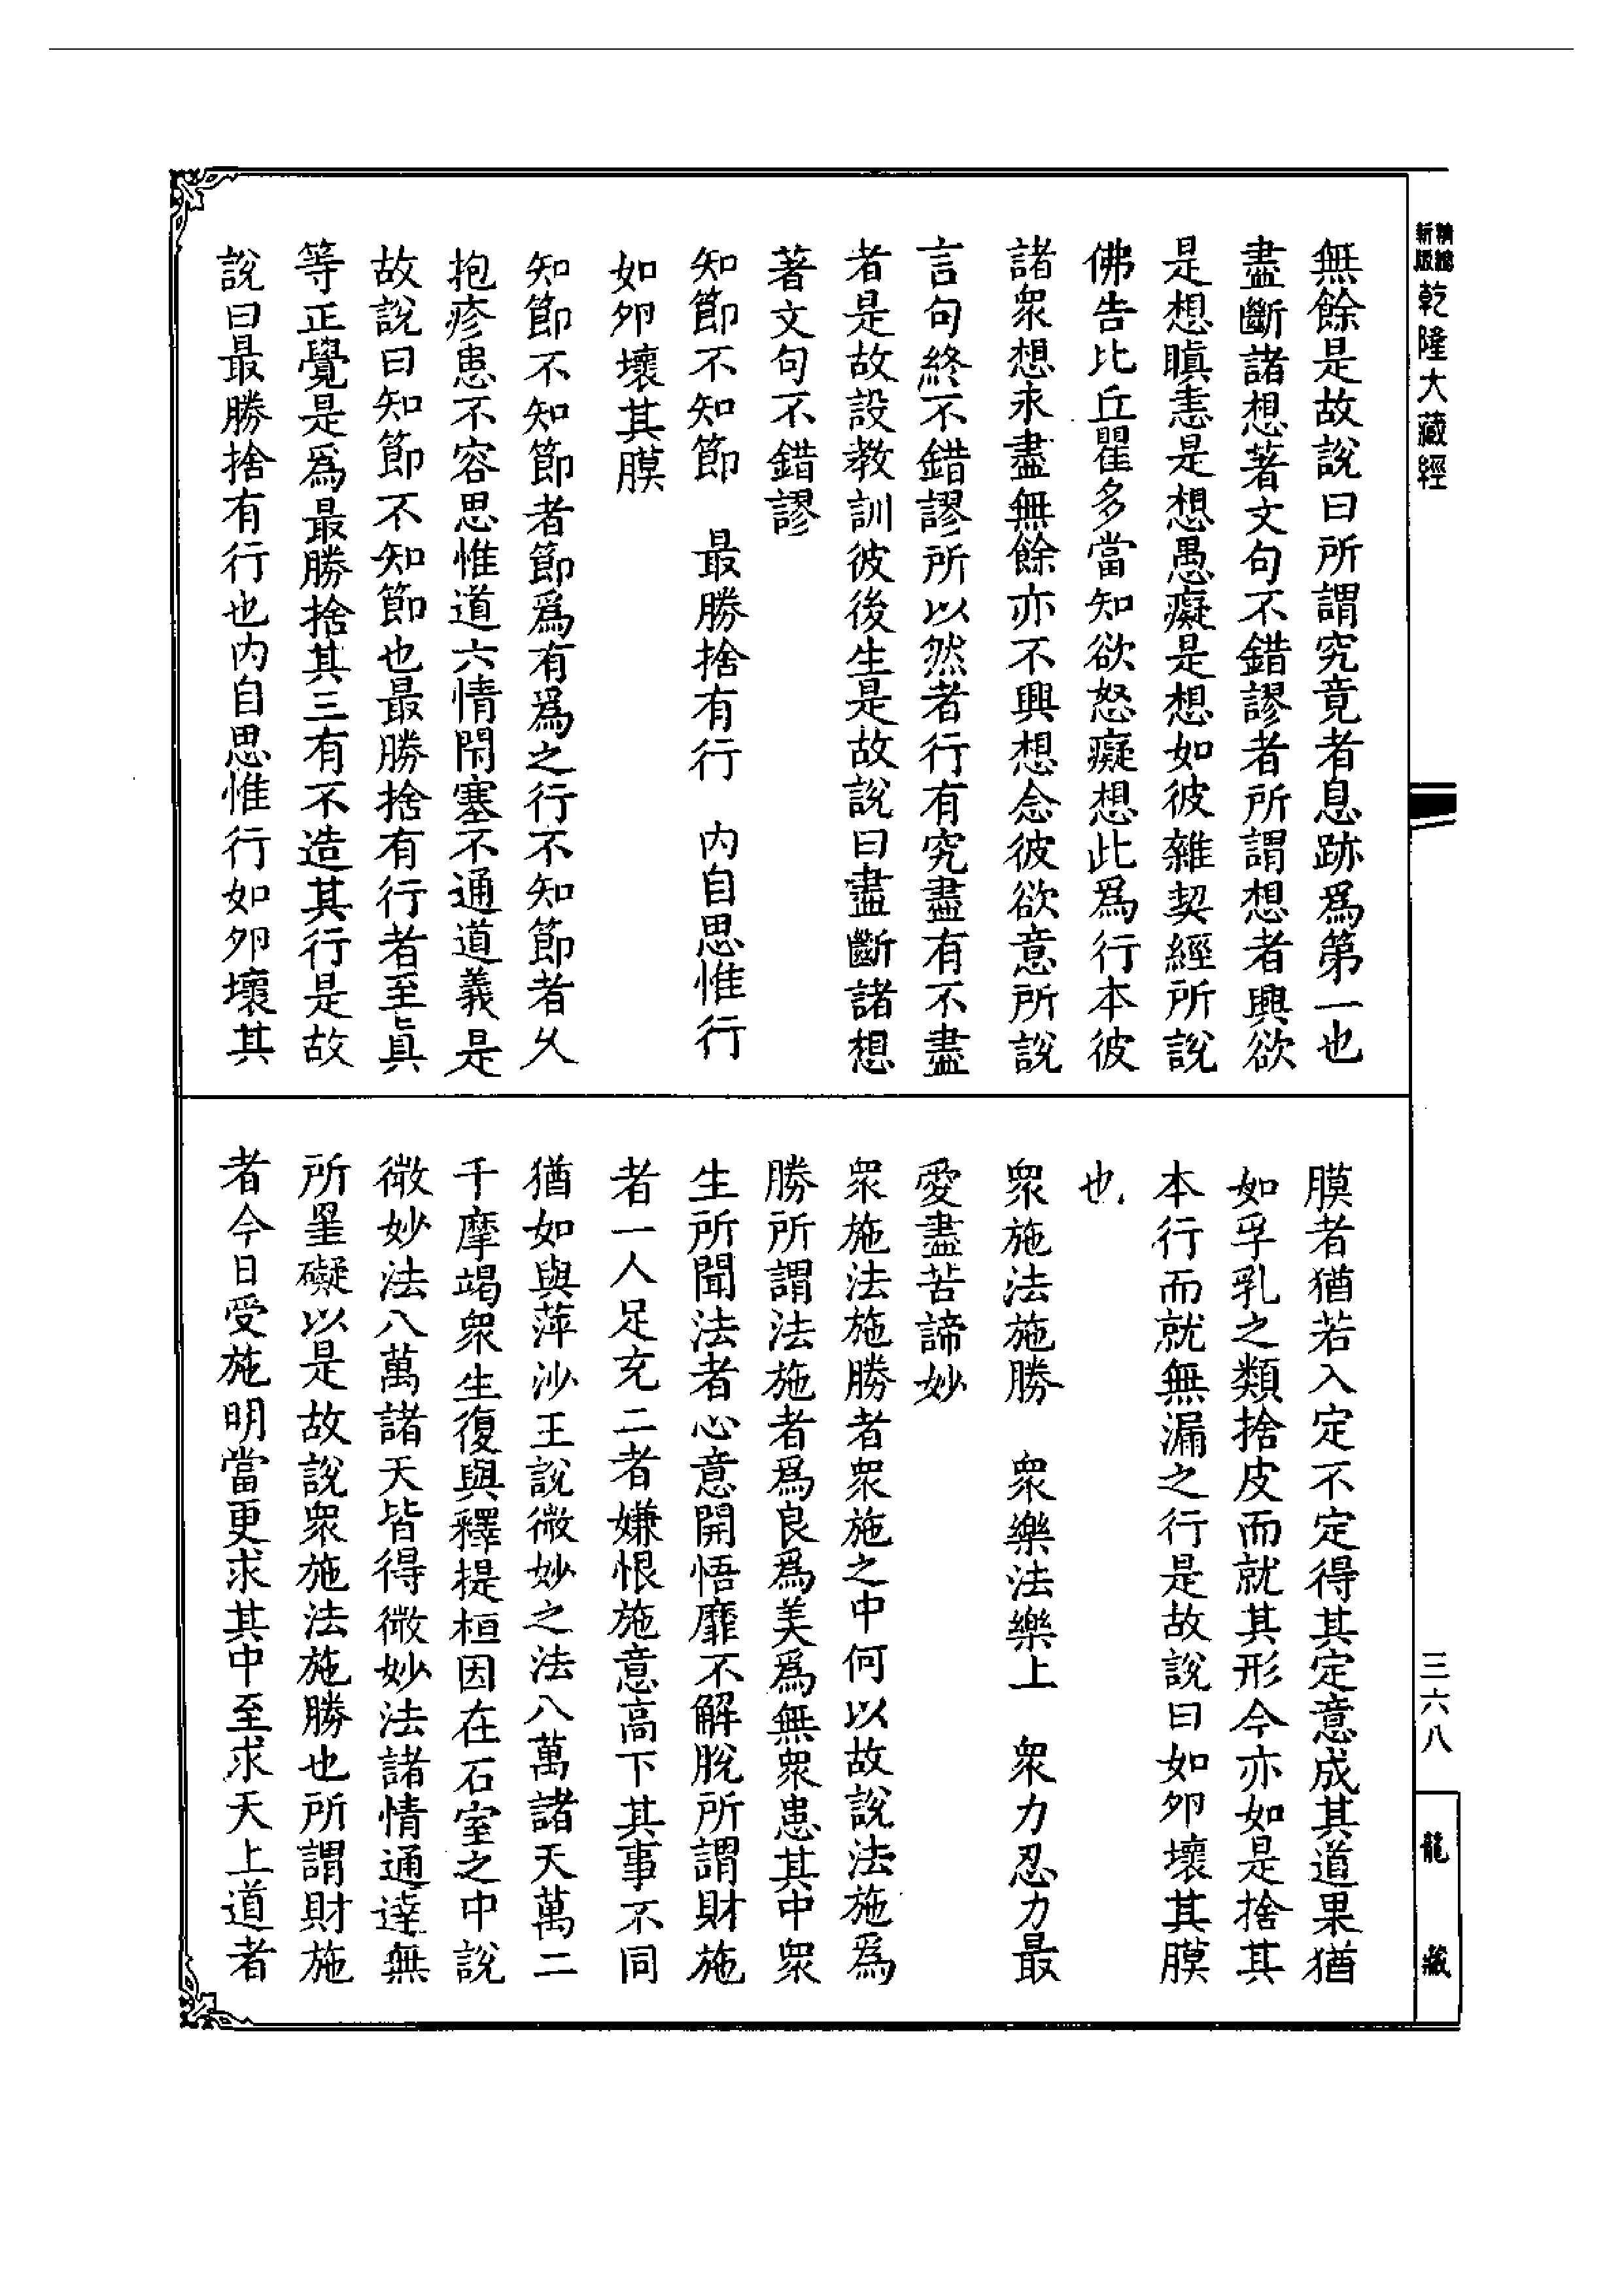 精縮新版乾隆大藏經
三六八
龍藏
無餘是故說曰所謂究竟者息跡爲第一也
盡斷諸想著文句不錯謬者所謂想者興欲
是想瞋恚是想愚癡是想如彼雜契經所說
佛告比丘瞿多當知欲怒癡想此爲行本彼
諸衆想永盡無餘亦不興想念彼欲意所說
言句終不錯謬所以然者行有究盡有不盡
者是故設教訓彼後生是故說曰盡斷諸想
著文句不錯謬
知節不知節　最勝捨有行　內自思惟行
如卵壞其膜
知節不知節者節爲有爲之行不知節者久
抱疹患不容思惟道六情閉塞不通道義是
故說曰知節不知節也最勝捨有行者至眞
等正覺是爲最勝捨其三有不造其行是故
說曰最勝捨有行也內自思惟行如卵壞其
膜者猶若入定不定得其定意成其道果猶
如孚乳之類捨皮而就其形今亦如是捨其
本行而就無漏之行是故說曰如卵壞其膜
也
衆施法施勝　衆樂法樂上　衆力忍力最
愛盡苦諦妙
衆施法施勝者衆施之中何以故說法施爲
勝所謂法施者爲良爲美爲無衆患其中衆
生所聞法者心意開悟靡不解脫所謂財施
者一人足充二者嫌恨施意高下其事不同
猶如與萍沙王說微妙之法八萬諸天萬二
千摩竭衆生復與釋提桓因在石室之中說
微妙法八萬諸天皆得微妙法諸情通達無
所罣礙以是故說衆施法施勝也所謂財施
者今日受施明當更求其中至求天上道者